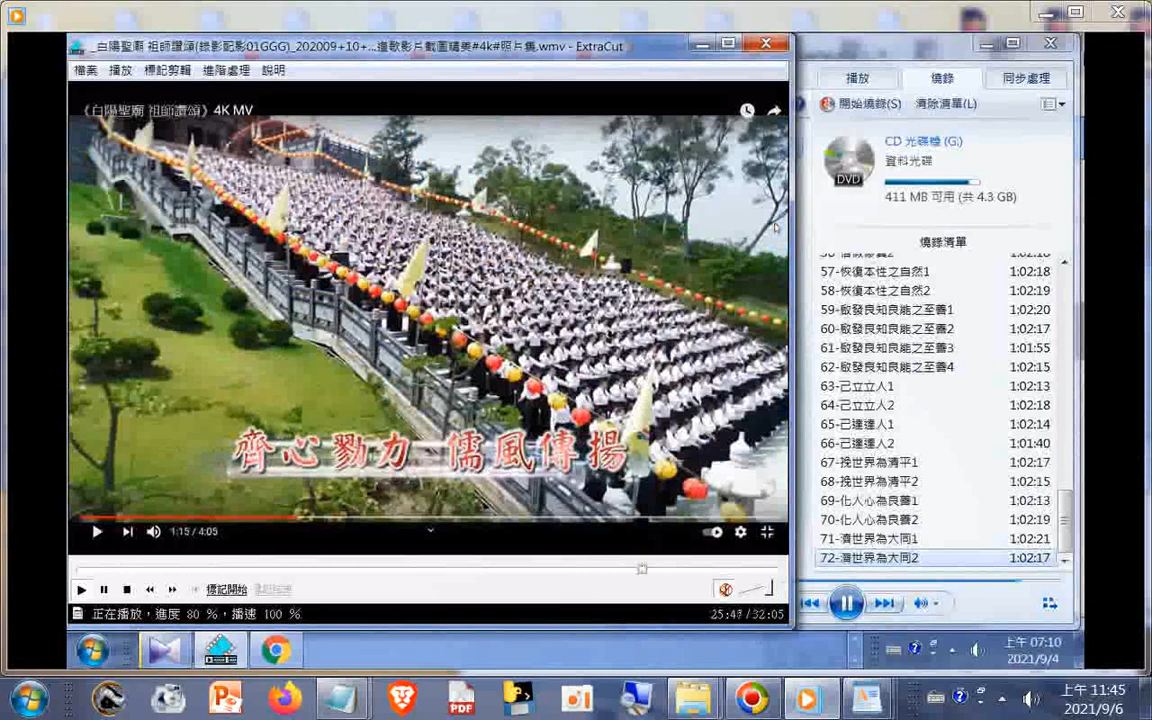 _白陽聖廟 祖師讚頌(錄影配影01GGG)_202009+10+...進敬影片截圖精美#4k#照片集.wmv - ExtraCut
檔案 播放 標記剪輯 進階處理 說明
《白陽聖廟 祖師讚頌》4K MV
齊心勠力 儒風傳揚
1:15 / 4:05
標記開始
正在播放，進度 80 %，播速 100 %
25:47/32:05
播放 燒錄 同步處理
開始燒錄(S) 清除清單(L)
CD 光碟機 (G:)
資料光碟
DVD
411 MB 可用 (共 4.3 GB)
燒錄清單
57-恢復本性之自然1 1:02:18
58-恢復本性之自然2 1:02:19
59-啟發良知良能之至善1 1:02:20
60-啟發良知良能之至善2 1:02:17
61-啟發良知良能之至善3 1:01:55
62-啟發良知良能之至善4 1:02:15
63-己立立人1 1:02:13
64-己立立人2 1:02:18
65-己達達人1 1:02:14
66-己達達人2 1:01:40
67-挽世界為清平1 1:02:17
68-挽世界為清平2 1:02:15
69-化人心為良善1 1:02:13
70-化人心為良善2 1:02:19
71-濟世界為大同1 1:02:21
72-濟世界為大同2 1:02:17
上午 07:10
2021/9/4
PDF
上午 11:45
2021/9/6